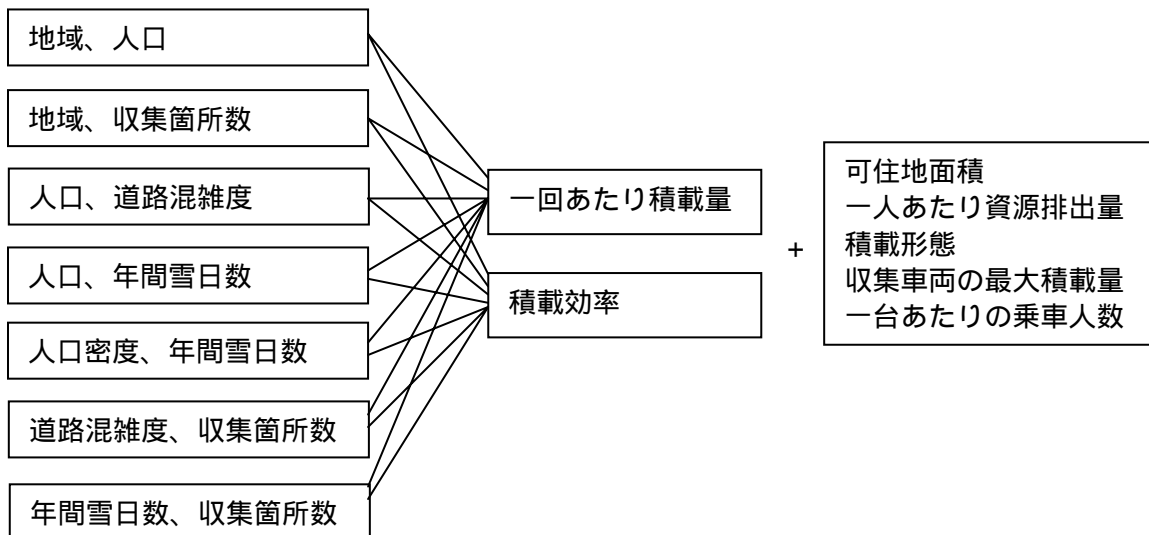 地域、人口
地域、収集箇所数
人口、道路混雑度
人口、年間雪日数
人口密度、年間雪日数
道路混雑度、収集箇所数
年間雪日数、収集箇所数
一回あたり積載量
積載効率
+
可住地面積
一人あたり資源排出量
積載形態
収集車両の最大積載量
一台あたりの乗車人数